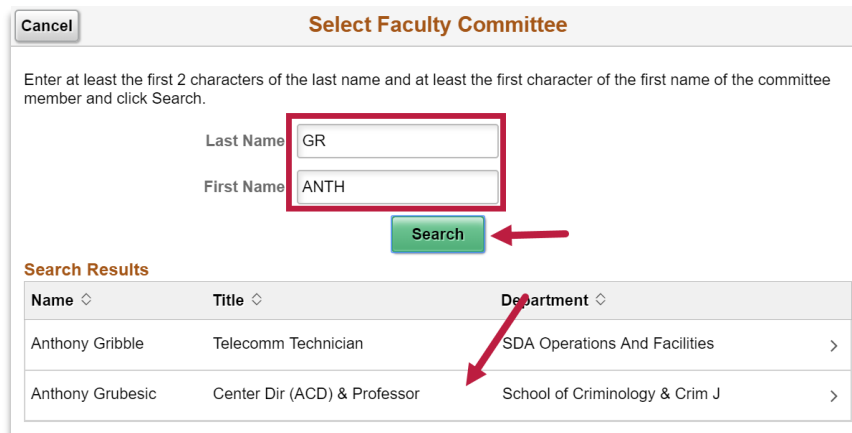 Cancel
Select Faculty Committee
Enter at least the first 2 characters of the last name and at least the first character of the first name of the committee
member and click Search.
Last Name GR
First Name ANTH
Search
Search Results
Name Title Department
Anthony Gribble Telecomm Technician SDA Operations And Facilities
Anthony Grubesic Center Dir (ACD) & Professor School of Criminology & Crim J